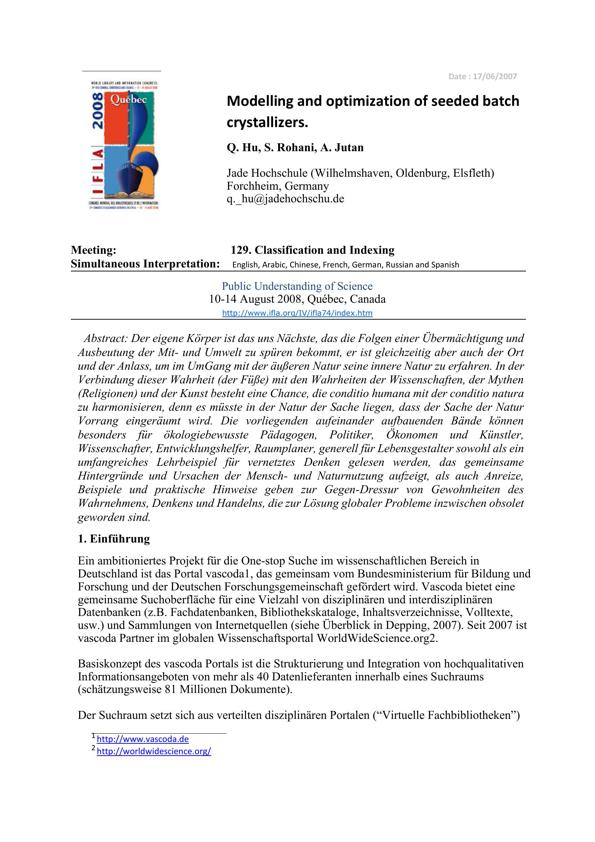 Date : 17/06/2007
WORLD LIBRARY AND INFORMATION CONGRESS
2008
Québec
IFLA
Modelling and optimization of seeded batch
crystallizers.
Q. Hu, S. Rohani, A. Jutan
Jade Hochschule (Wilhelmshaven, Oldenburg, Elsfleth)
Forchheim, Germany
q._hu@jadehochschu.de
Meeting: 129. Classification and Indexing
Simultaneous Interpretation: English, Arabic, Chinese, French, German, Russian and Spanish
Public Understanding of Science
10-14 August 2008, Québec, Canada
http://www.ifla.org/IV/ifla74/index.htm
Abstract: Der eigene Körper ist das uns Nächste, das die Folgen einer Übermächtigung und
Ausbeutung der Mit- und Umwelt zu spüren bekommt, er ist gleichzeitig aber auch der Ort
und der Anlass, um im UmGang mit der äußeren Natur seine innere Natur zu erfahren. In der
Verbindung dieser Wahrheit (der Füße) mit den Wahrheiten der Wissenschaften, der Mythen
(Religionen) und der Kunst besteht eine Chance, die conditio humana mit der conditio natura
zu harmonisieren, denn es müsste in der Natur der Sache liegen, dass der Sache der Natur
Vorrang eingeräumt wird. Die vorliegenden aufeinander aufbauenden Bände können
besonders für ökologiebewusste Pädagogen, Politiker, Ökonomen und Künstler,
Wissenschafter, Entwicklungshelfer, Raumplaner, generell für Lebensgestalter sowohl als ein
umfangreiches Lehrbeispiel für vernetztes Denken gelesen werden, das gemeinsame
Hintergründe und Ursachen der Mensch- und Naturnutzung aufzeigt, als auch Anreize,
Beispiele und praktische Hinweise geben zur Gegen-Dressur von Gewohnheiten des
Wahrnehmens, Denkens und Handelns, die zur Lösung globaler Probleme inzwischen obsolet
geworden sind.
1. Einführung
Ein ambitioniertes Projekt für die One-stop Suche im wissenschaftlichen Bereich in
Deutschland ist das Portal vascoda1, das gemeinsam vom Bundesministerium für Bildung und
Forschung und der Deutschen Forschungsgemeinschaft gefördert wird. Vascoda bietet eine
gemeinsame Suchoberfläche für eine Vielzahl von disziplinären und interdisziplinären
Datenbanken (z.B. Fachdatenbanken, Bibliothekskataloge, Inhaltsverzeichnisse, Volltexte,
usw.) und Sammlungen von Internetquellen (siehe Überblick in Depping, 2007). Seit 2007 ist
vascoda Partner im globalen Wissenschaftsportal WorldWideScience.org2.
Basiskonzept des vascoda Portals ist die Strukturierung und Integration von hochqualitativen
Informationsangeboten von mehr als 40 Datenlieferanten innerhalb eines Suchraums
(schätzungsweise 81 Millionen Dokumente).
Der Suchraum setzt sich aus verteilten disziplinären Portalen (“Virtuelle Fachbibliotheken”)
1 http://www.vascoda.de
2 http://worldwidescience.org/